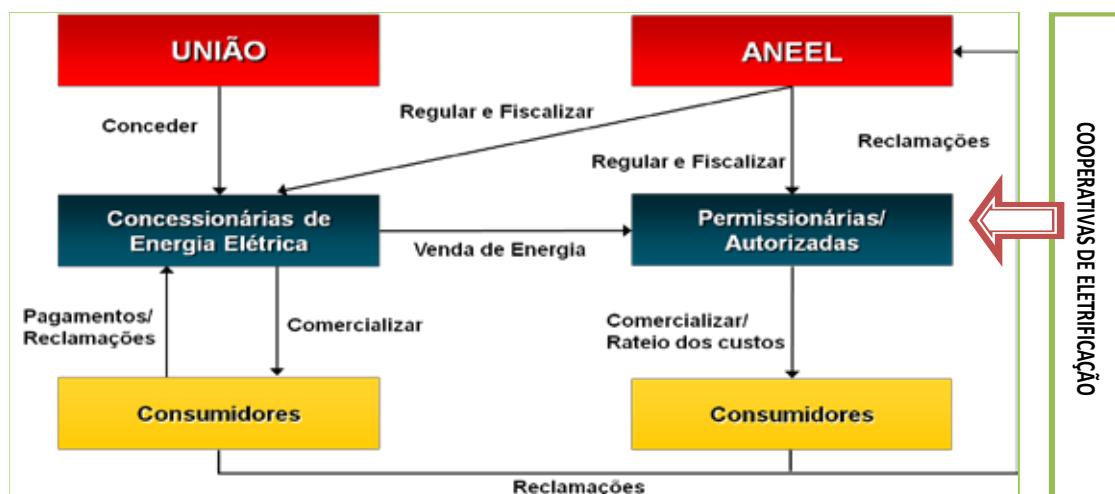 UNIÃO
ANEEL
Conceder
Regular e Fiscalizar
Regular e Fiscalizar
Reclamações
Concessionárias de
Energia Elétrica
Venda de Energia
Permissionárias/
Autorizadas
Pagamentos/
Reclamações
Comercializar
Comercializar/
Rateio dos custos
Consumidores
Consumidores
Reclamações
COOPERATIVAS DE ELETRIFICAÇÃO